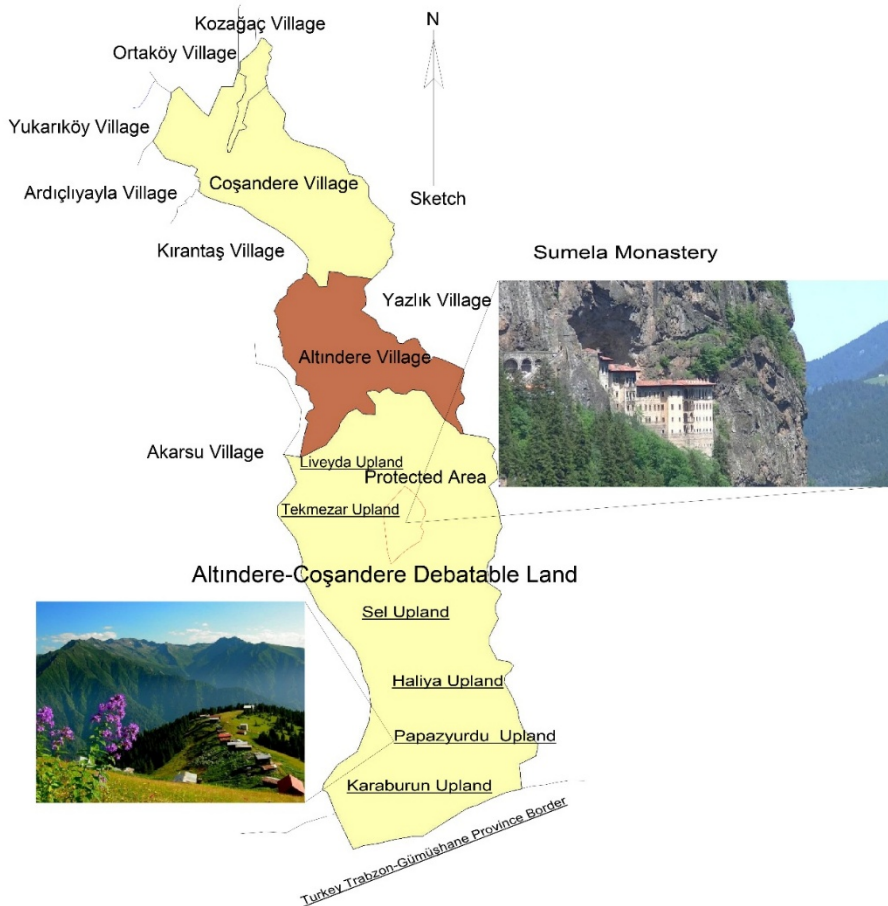 Kozağaç Village
N
Ortaköy Village
Yukarıköy Village
Coşandere Village
Ardıçlıyayla Village
Sketch
Kırantaş Village
Sumela Monastery
Yazlık Village
Altındere Village
Akarsu Village
Liveyda Upland
Protected Area
Tekmezar Upland
Altındere-Coşandere Debatable Land
Sel Upland
Haliya Upland
Papazyurdu Upland
Karaburun Upland
Turkey Trabzon-Gümüşhane Province Border